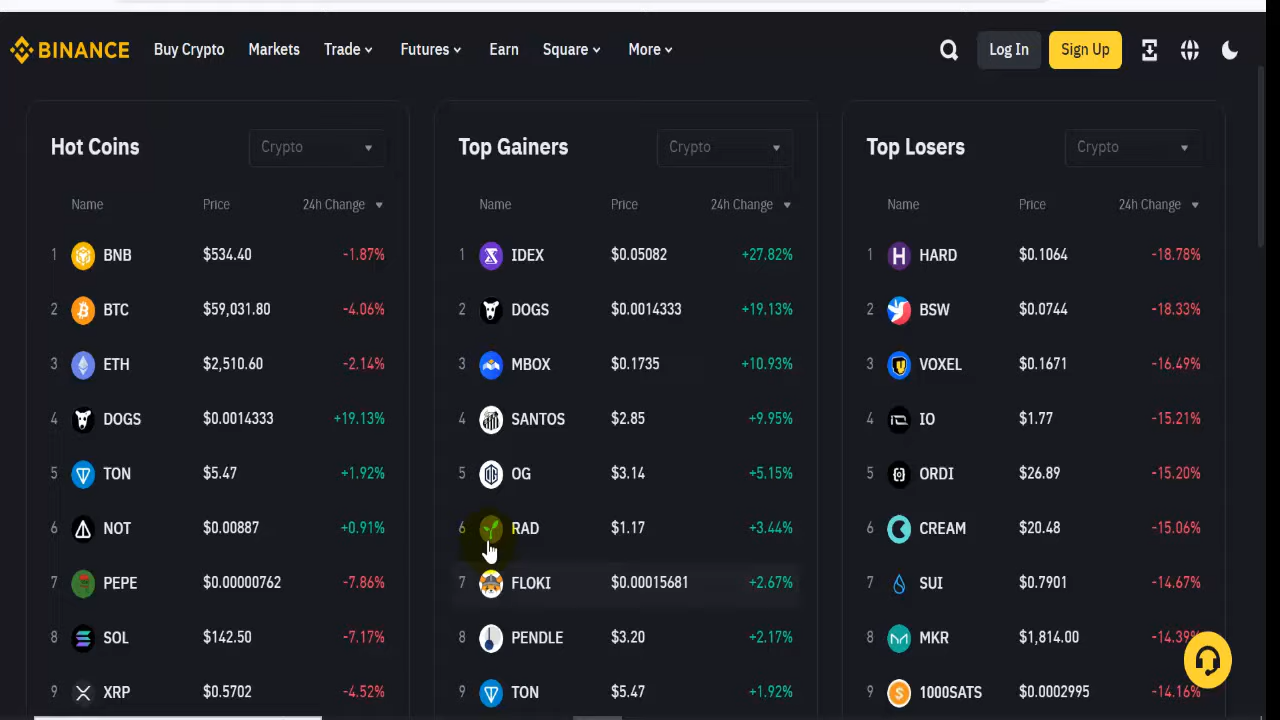 BINANCE Buy Crypto Markets Trade Futures Earn Square More Log In Sign Up
Hot Coins Crypto
Name Price 24h Change
1 BNB $534.40 -1.87%
2 BTC $59,031.80 -4.06%
3 ETH $2,510.60 -2.14%
4 DOGS $0.0014333 +19.13%
5 TON $5.47 +1.92%
6 NOT $0.00887 +0.91%
7 PEPE $0.00000762 -7.86%
8 SOL $142.50 -7.17%
9 XRP $0.5702 -4.52%
Top Gainers Crypto
Name Price 24h Change
1 IDEX $0.05082 +27.82%
2 DOGS $0.0014333 +19.13%
3 MBOX $0.1735 +10.93%
4 SANTOS $2.85 +9.95%
5 OG $3.14 +5.15%
6 RAD $1.17 +3.44%
7 FLOKI $0.00015681 +2.67%
8 PENDLE $3.20 +2.17%
9 TON $5.47 +1.92%
Top Losers Crypto
Name Price 24h Change
1 HARD $0.1064 -18.78%
2 BSW $0.0744 -18.33%
3 VOXEL $0.1671 -16.49%
4 IO $1.77 -15.21%
5 ORDI $26.89 -15.20%
6 CREAM $20.48 -15.06%
7 SUI $0.7901 -14.67%
8 MKR $1,814.00 -14.39%
9 1000SATS $0.0002995 -14.16%